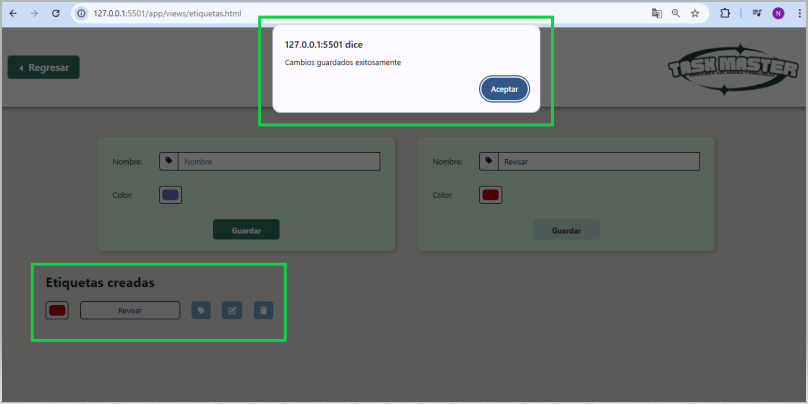 127.0.0.1:5501/app/views/etiquetas.html
N
127.0.0.1:5501 dice
Cambios guardados exitosamente
Aceptar
Regresar
TASK MASTER
Nombre:
Nombre
Color:
Guardar
Nombre:
Revisar
Color:
Guardar
Etiquetas creadas
Revisar